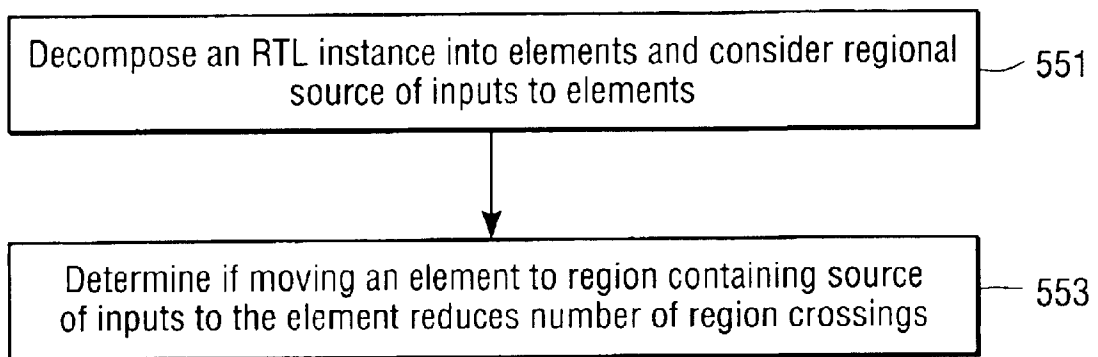 Decompose an RTL instance into elements and consider regional
source of inputs to elements
551
Determine if moving an element to region containing source
of inputs to the element reduces number of region crossings
553